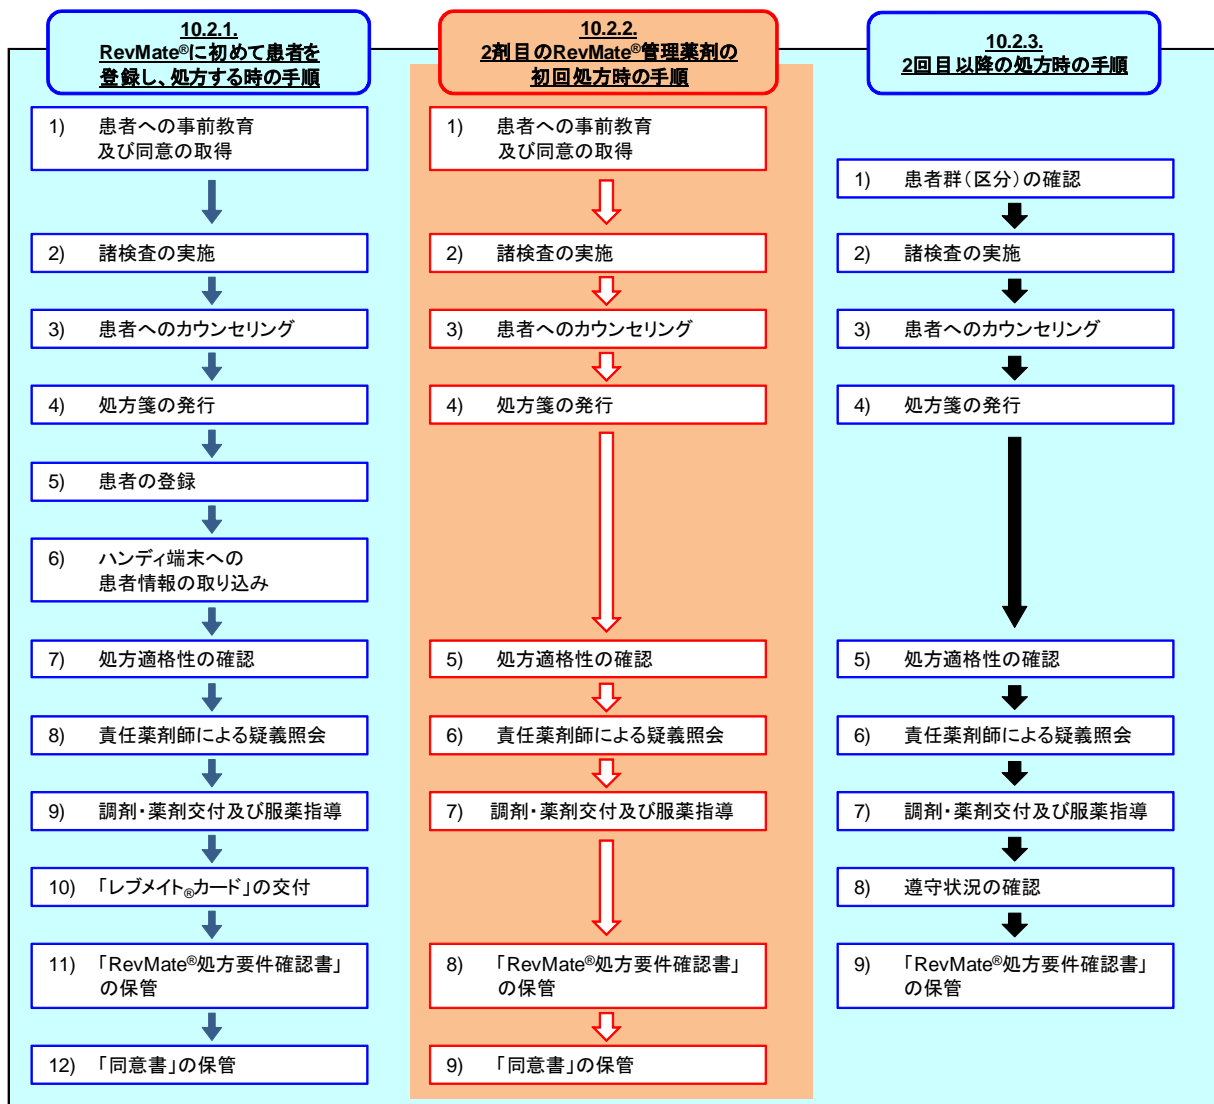 10.2.1.
RevMate®に初めて患者を
登録し、処方する時の手順
1) 患者への事前教育
及び同意の取得
2) 諸検査の実施
3) 患者へのカウンセリング
4) 処方箋の発行
5) 患者の登録
6) ハンディ端末への
患者情報の取り込み
7) 処方適格性の確認
8) 責任薬剤師による疑義照会
9) 調剤・薬剤交付及び服薬指導
10) 「レブメイト®カード」の交付
11) 「RevMate®処方要件確認書」
の保管
12) 「同意書」の保管
10.2.2.
2剤目のRevMate®管理薬剤の
初回処方時の手順
1) 患者への事前教育
及び同意の取得
2) 諸検査の実施
3) 患者へのカウンセリング
4) 処方箋の発行
5) 処方適格性の確認
6) 責任薬剤師による疑義照会
7) 調剤・薬剤交付及び服薬指導
8) 「RevMate®処方要件確認書」
の保管
9) 「同意書」の保管
10.2.3.
2回目以降の処方時の手順
1) 患者群（区分）の確認
2) 諸検査の実施
3) 患者へのカウンセリング
4) 処方箋の発行
5) 処方適格性の確認
6) 責任薬剤師による疑義照会
7) 調剤・薬剤交付及び服薬指導
8) 遵守状況の確認
9) 「RevMate®処方要件確認書」
の保管